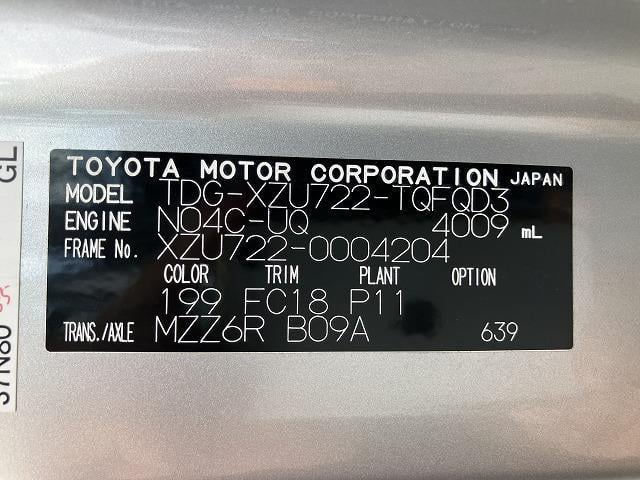 TOYOTA MOTOR CORPORATION JAPAN
MODEL TDG-XZU722-TQFQD3
ENGINE N04C-UQ 4009 mL
FRAME No. XZU722-0004204
COLOR TRIM PLANT OPTION
199 FC18 P11
TRANS./AXLE MZZ6R B09A 639
GL